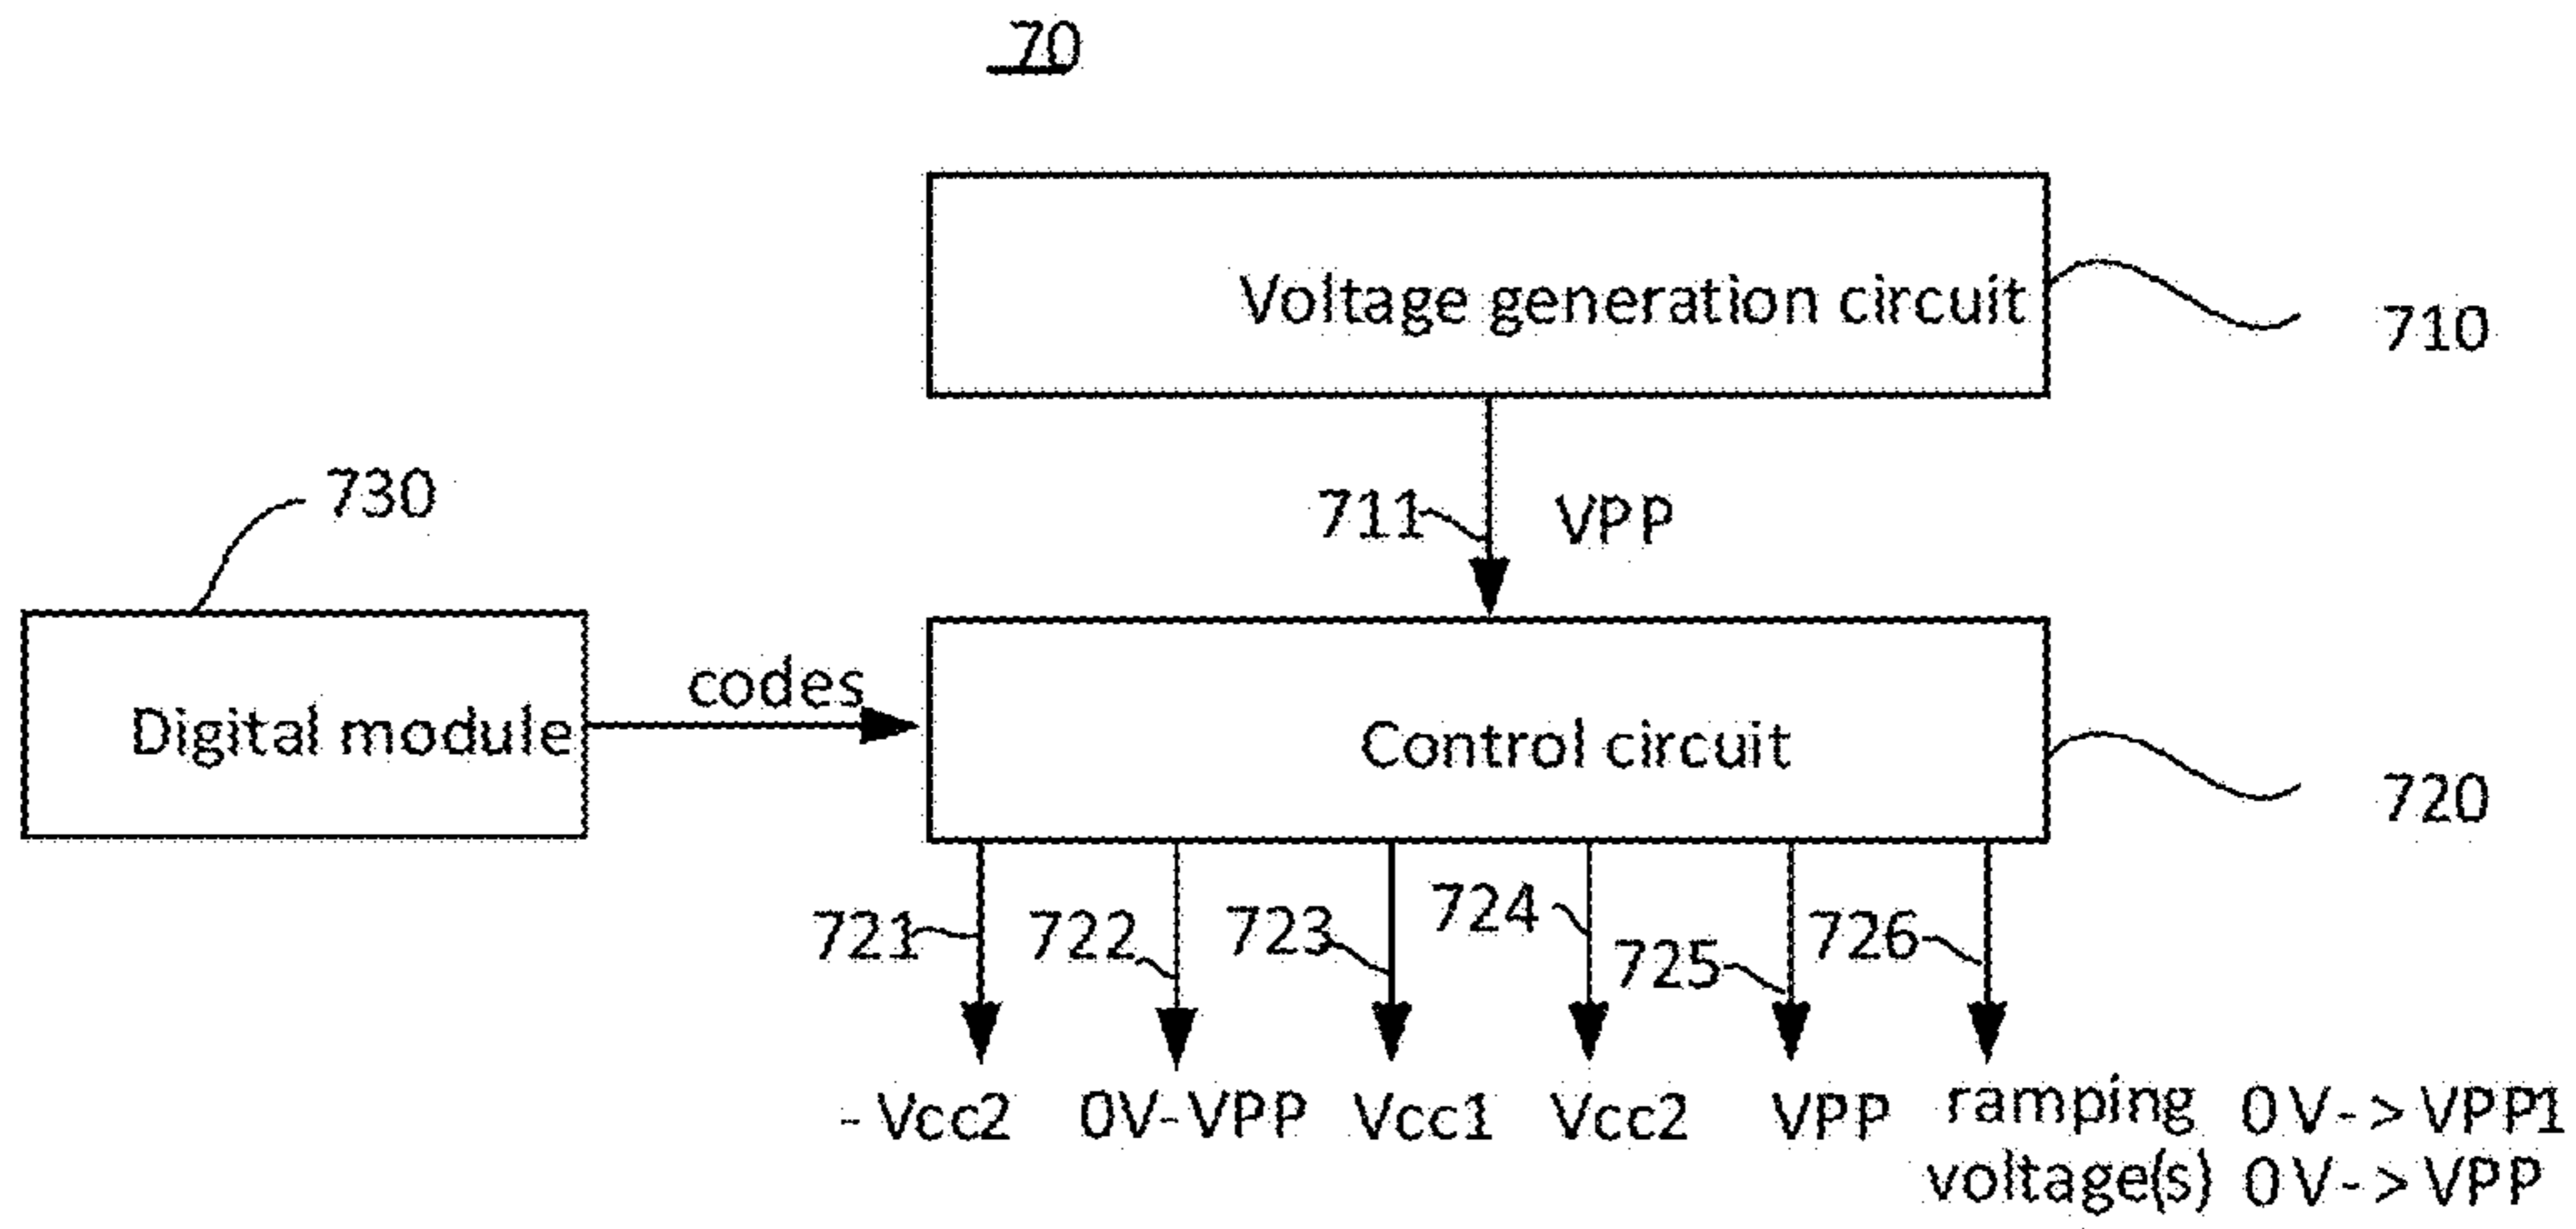 70
Voltage generation circuit
710
730
711
VPP
codes
Digital module
Control circuit
720
721
722
723
724
725
726
- Vcc2
0V-VPP
Vcc1
Vcc2
VPP
ramping 0V->VPP1
voltage(s) 0V->VPP